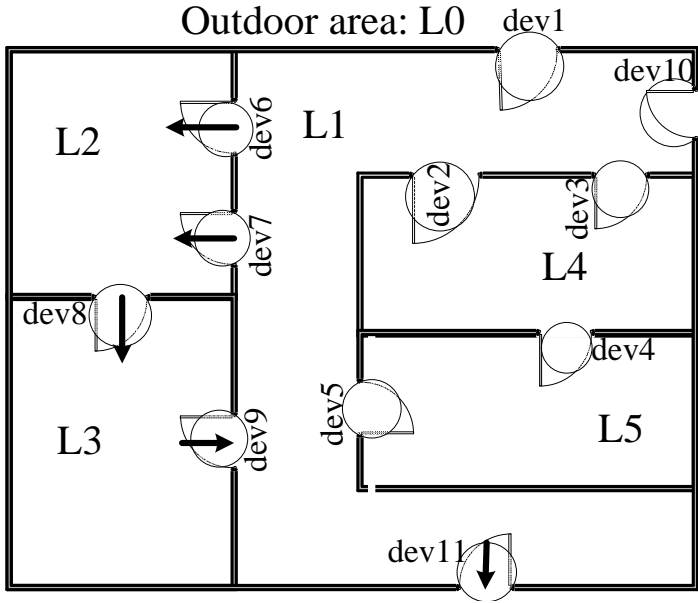 Outdoor area: L0
dev1
dev10
L2
dev6
L1
dev2
dev3
dev7
L4
dev8
dev4
dev5
L3
dev9
L5
dev11